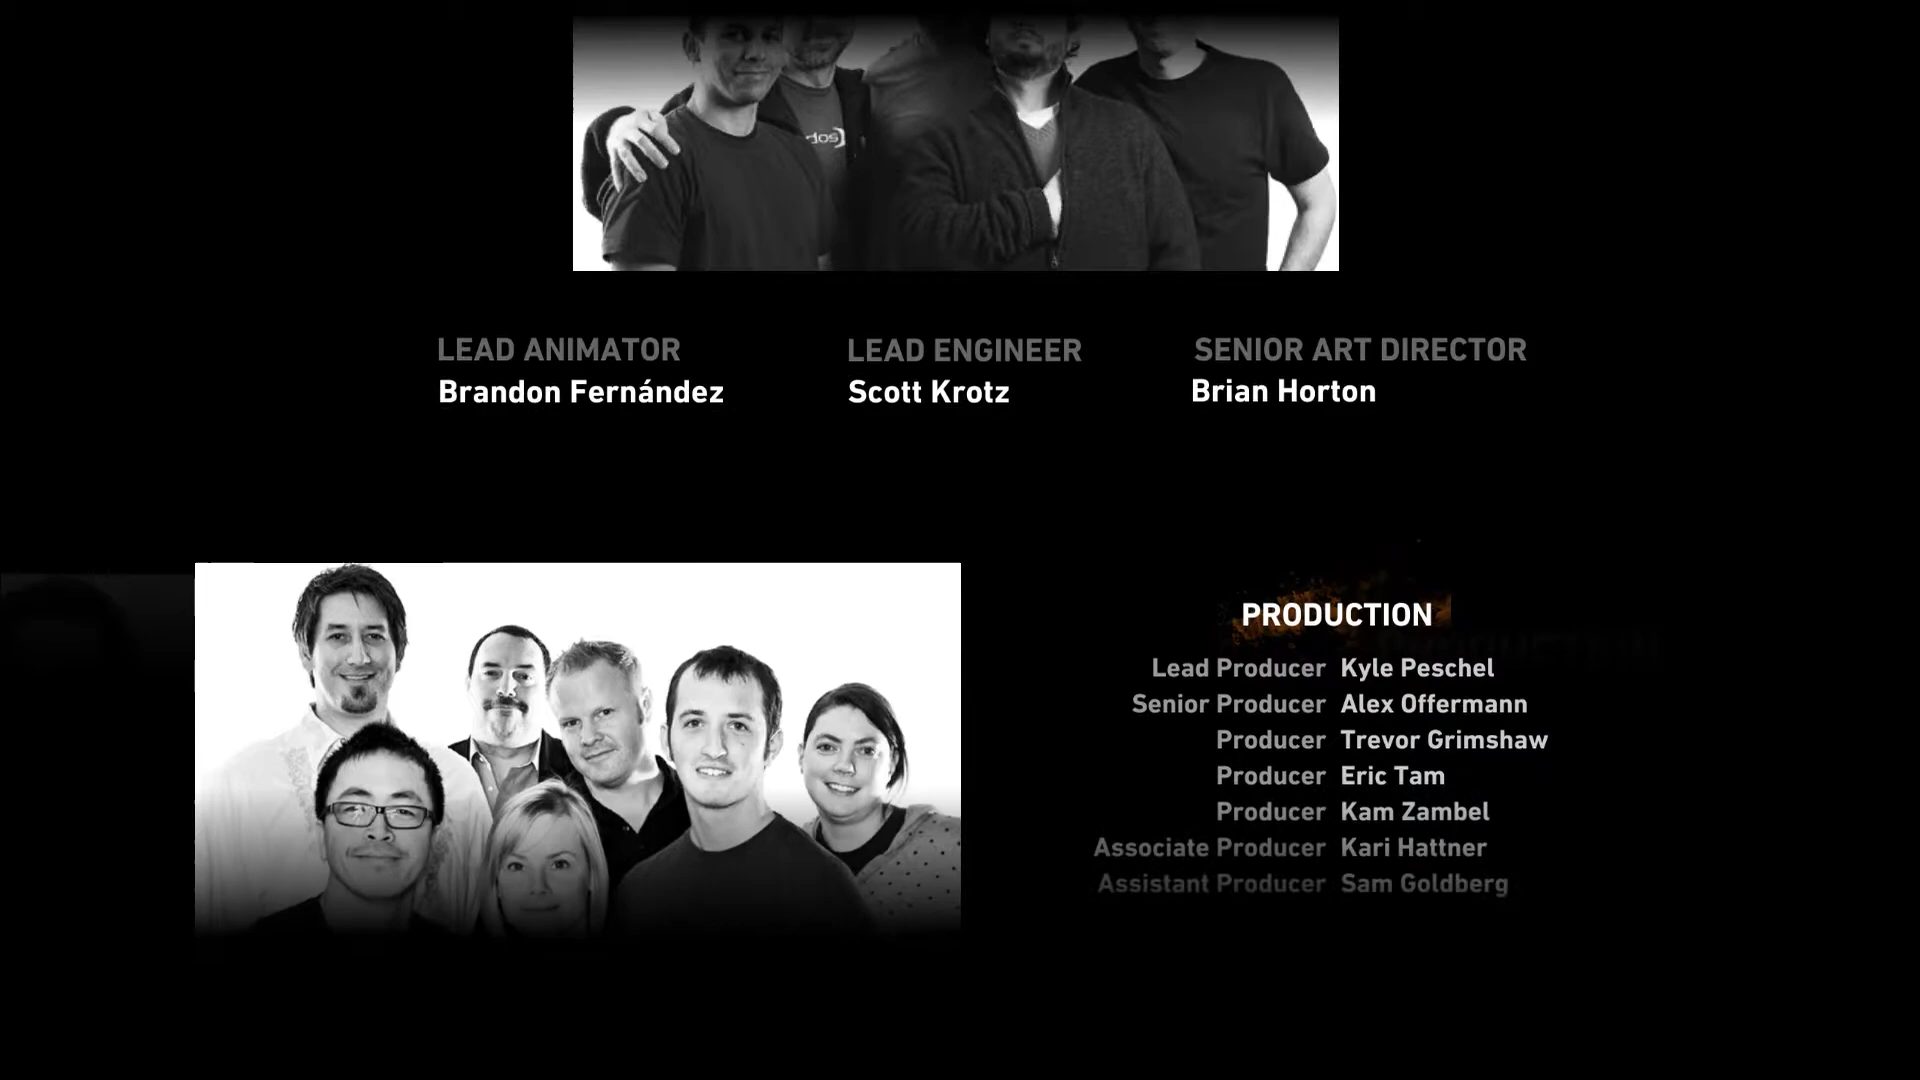 dos)
LEAD ANIMATOR
Brandon Fernández
LEAD ENGINEER
Scott Krotz
SENIOR ART DIRECTOR
Brian Horton
PRODUCTION
Lead Producer Kyle Peschel
Senior Producer Alex Offermann
Producer Trevor Grimshaw
Producer Eric Tam
Producer Kam Zambel
Associate Producer Kari Hattner
Assistant Producer Sam Goldberg